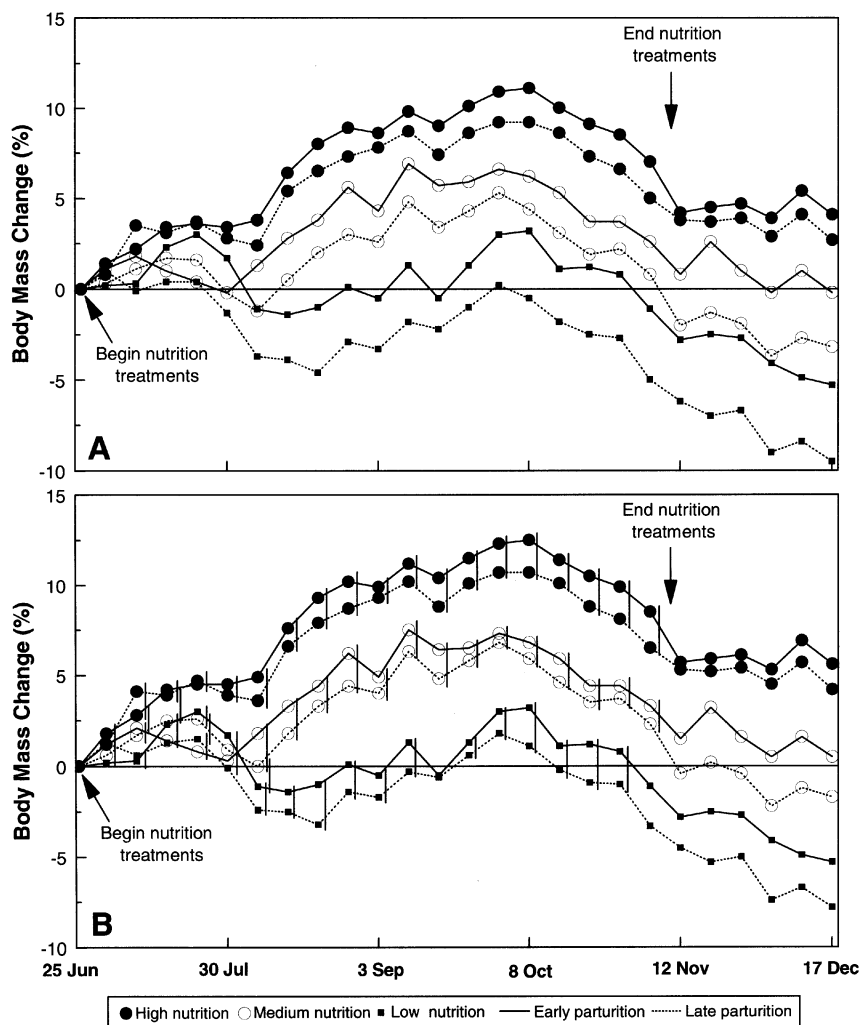 15
End nutrition
treatments
10
5
0
Body Mass Change (%)
Begin nutrition
treatments
-5
A
-10
15
End nutrition
treatments
10
5
0
Body Mass Change (%)
Begin nutrition
treatments
-5
B
-10
25 Jun 30 Jul 3 Sep 8 Oct 12 Nov 17 Dec
High nutrition Medium nutrition Low nutrition Early parturition Late parturition